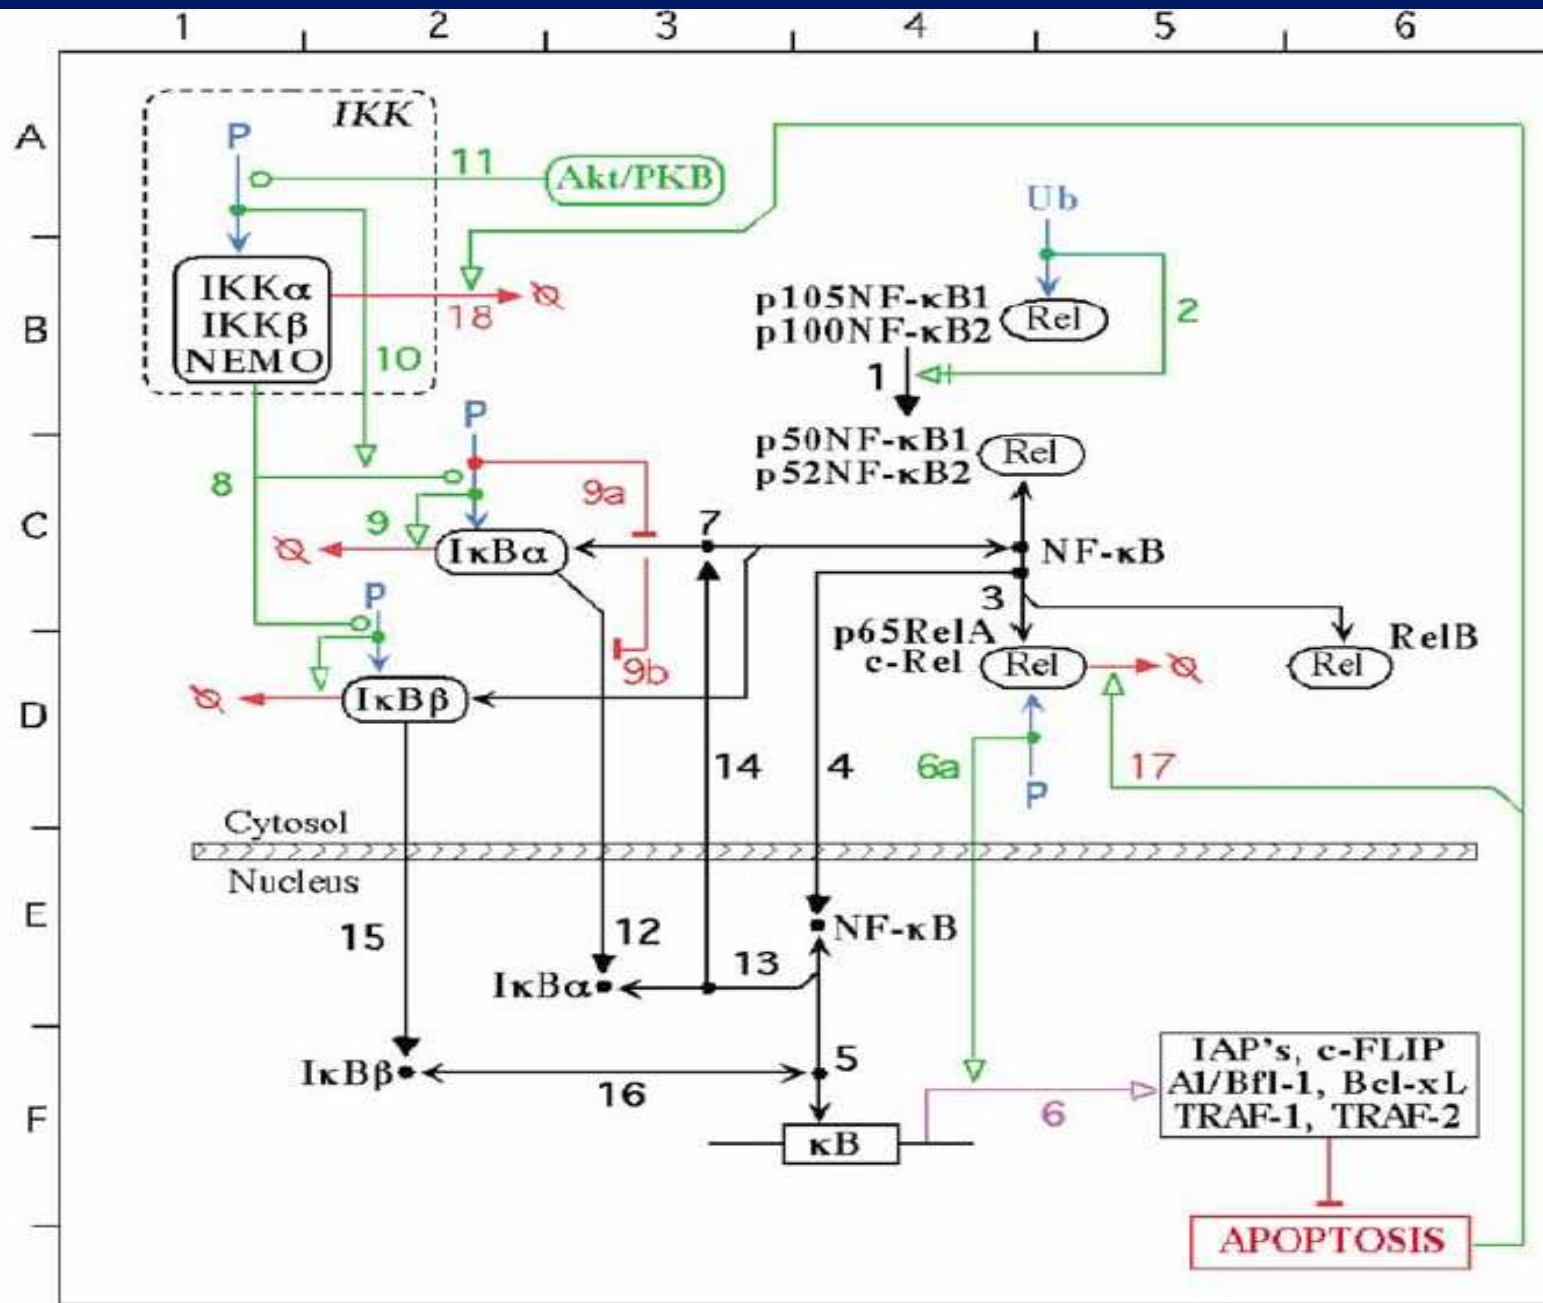 1 2 3 4 5 6
A
B
C
D
E
F
IKK
P
11
Akt/PKB
Ub
IKKα
IKKβ
NEMO
18
10
p105NF-κB1
p100NF-κB2
Rel
2
1
P
8
9a
9
p50NF-κB1
p52NF-κB2
Rel
IκBα
7
NF-κB
3
P
9b
p65RelA
c-Rel
Rel
RelB
Rel
IκBβ
14
4
6a
P
17
Cytosol
Nucleus
15
12
13
NF-κB
IκBα
IκBβ
16
5
κB
6
IAP's, c-FLIP
A1/Bfl-1, Bcl-xL
TRAF-1, TRAF-2
APOPTOSIS